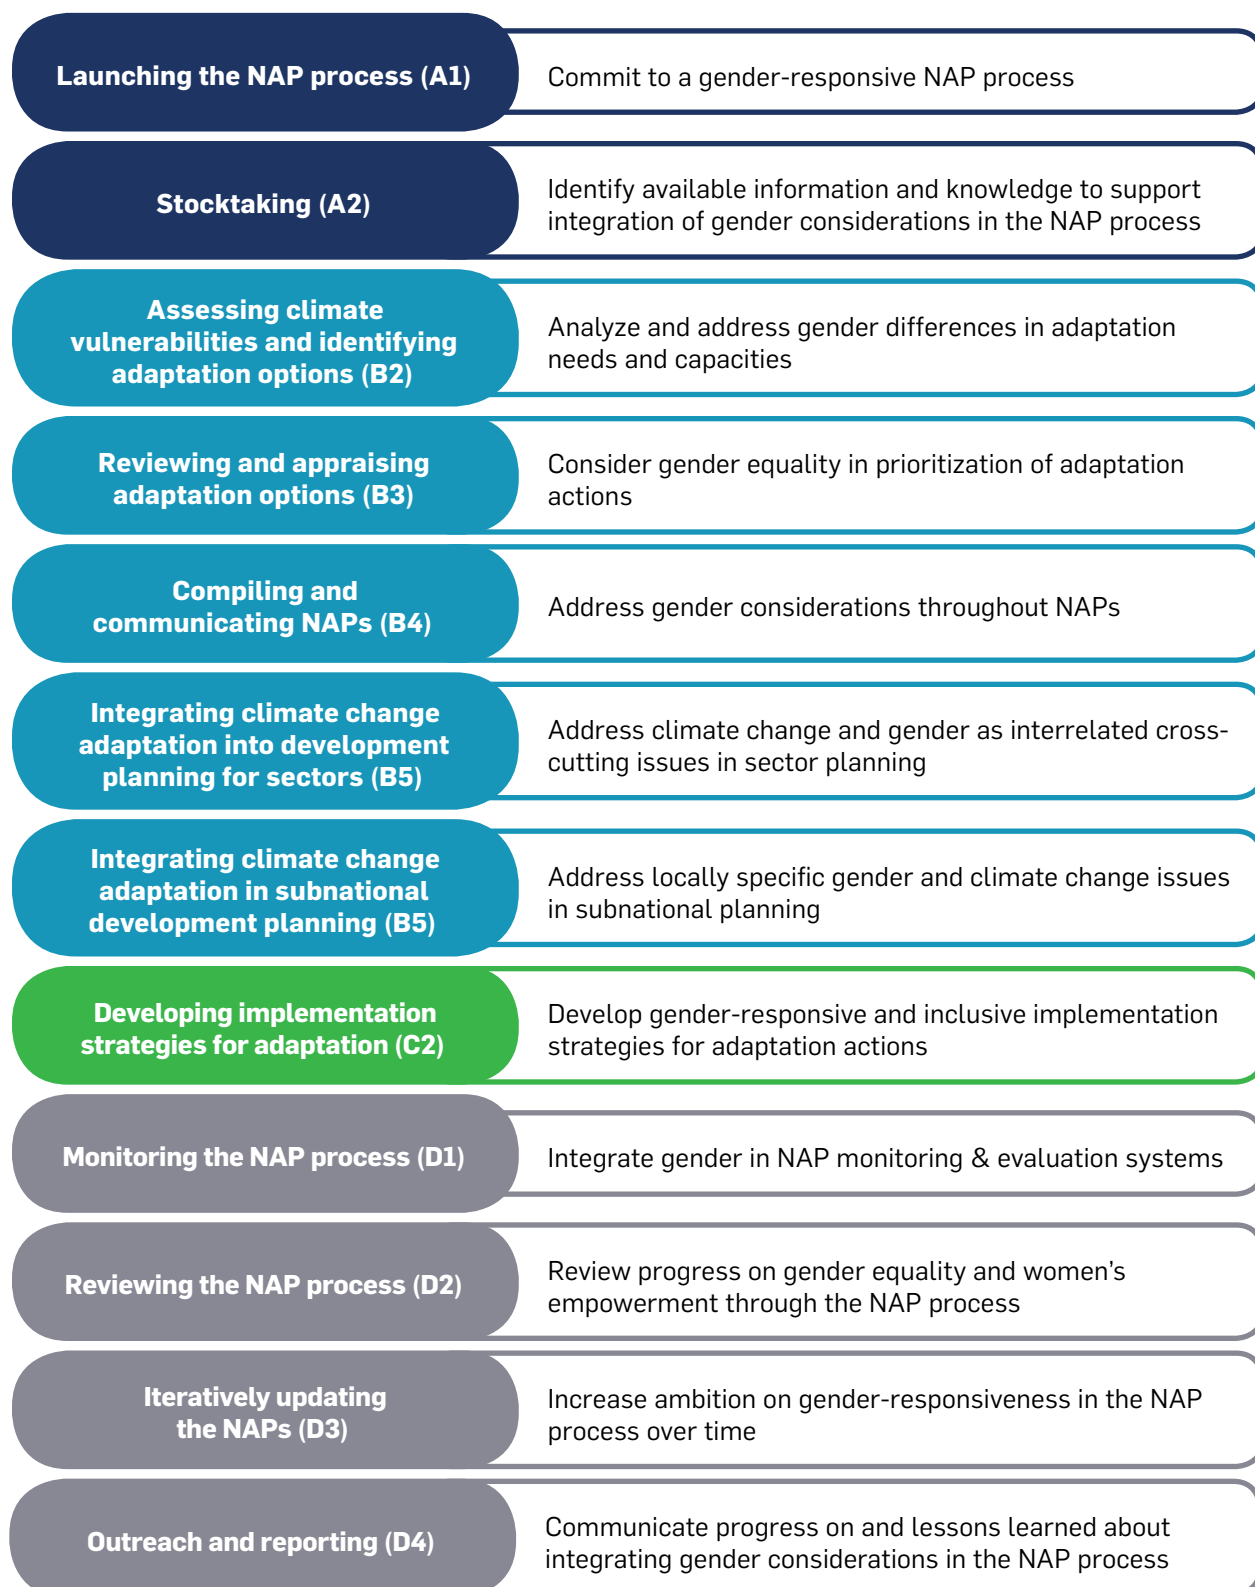 Launching the NAP process (A1)
Commit to a gender-responsive NAP process
Stocktaking (A2)
Identify available information and knowledge to support
integration of gender considerations in the NAP process
Assessing climate
vulnerabilities and identifying
adaptation options (B2)
Analyze and address gender differences in adaptation
needs and capacities
Reviewing and appraising
adaptation options (B3)
Consider gender equality in prioritization of adaptation
actions
Compiling and
communicating NAPs (B4)
Address gender considerations throughout NAPs
Integrating climate change
adaptation into development
planning for sectors (B5)
Address climate change and gender as interrelated cross-
cutting issues in sector planning
Integrating climate change
adaptation in subnational
development planning (B5)
Address locally specific gender and climate change issues
in subnational planning
Developing implementation
strategies for adaptation (C2)
Develop gender-responsive and inclusive implementation
strategies for adaptation actions
Monitoring the NAP process (D1)
Integrate gender in NAP monitoring & evaluation systems
Reviewing the NAP process (D2)
Review progress on gender equality and women’s
empowerment through the NAP process
Iteratively updating
the NAPs (D3)
Increase ambition on gender-responsiveness in the NAP
process over time
Outreach and reporting (D4)
Communicate progress on and lessons learned about
integrating gender considerations in the NAP process